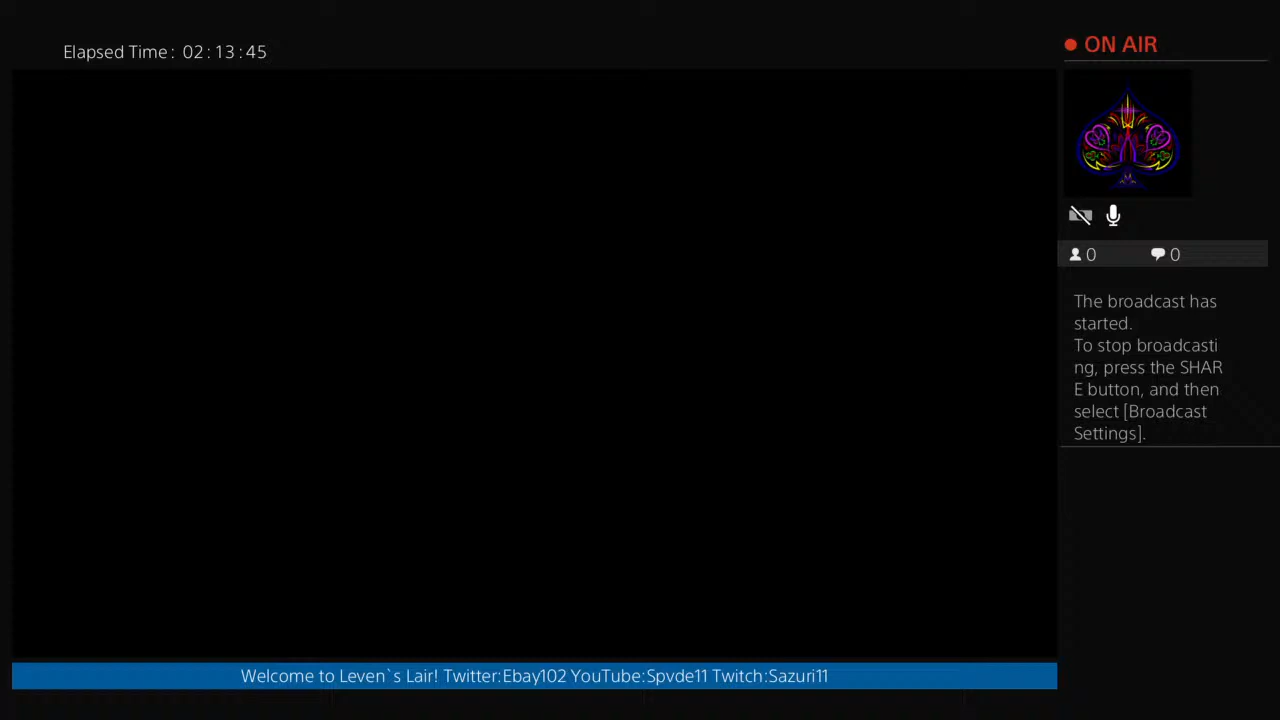 Elapsed Time: 02:13:45
ON AIR
0 0
The broadcast has
started.
To stop broadcasti
ng, press the SHAR
E button, and then
select [Broadcast
Settings].
Welcome to Leven`s Lair! Twitter:Ebay102 YouTube:Spvde11 Twitch:Sazuri11